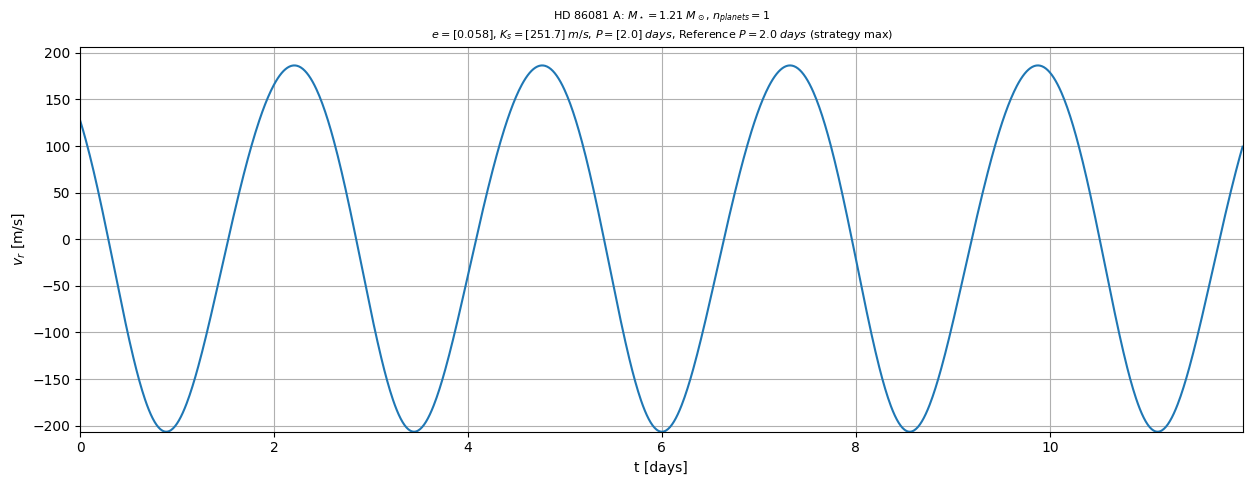 HD 86081 A: $M_\star = 1.21\ M_\odot$, $n_{planets} = 1$
$e = [0.058]$, $K_s = [251.7]\ m/s$, $P = [2.0]\ days$, Reference $P = 2.0\ days$ (strategy max)
200
150
100
50
0
−50
−100
−150
−200
$v_r$ [m/s]
0 2 4 6 8 10
t [days]